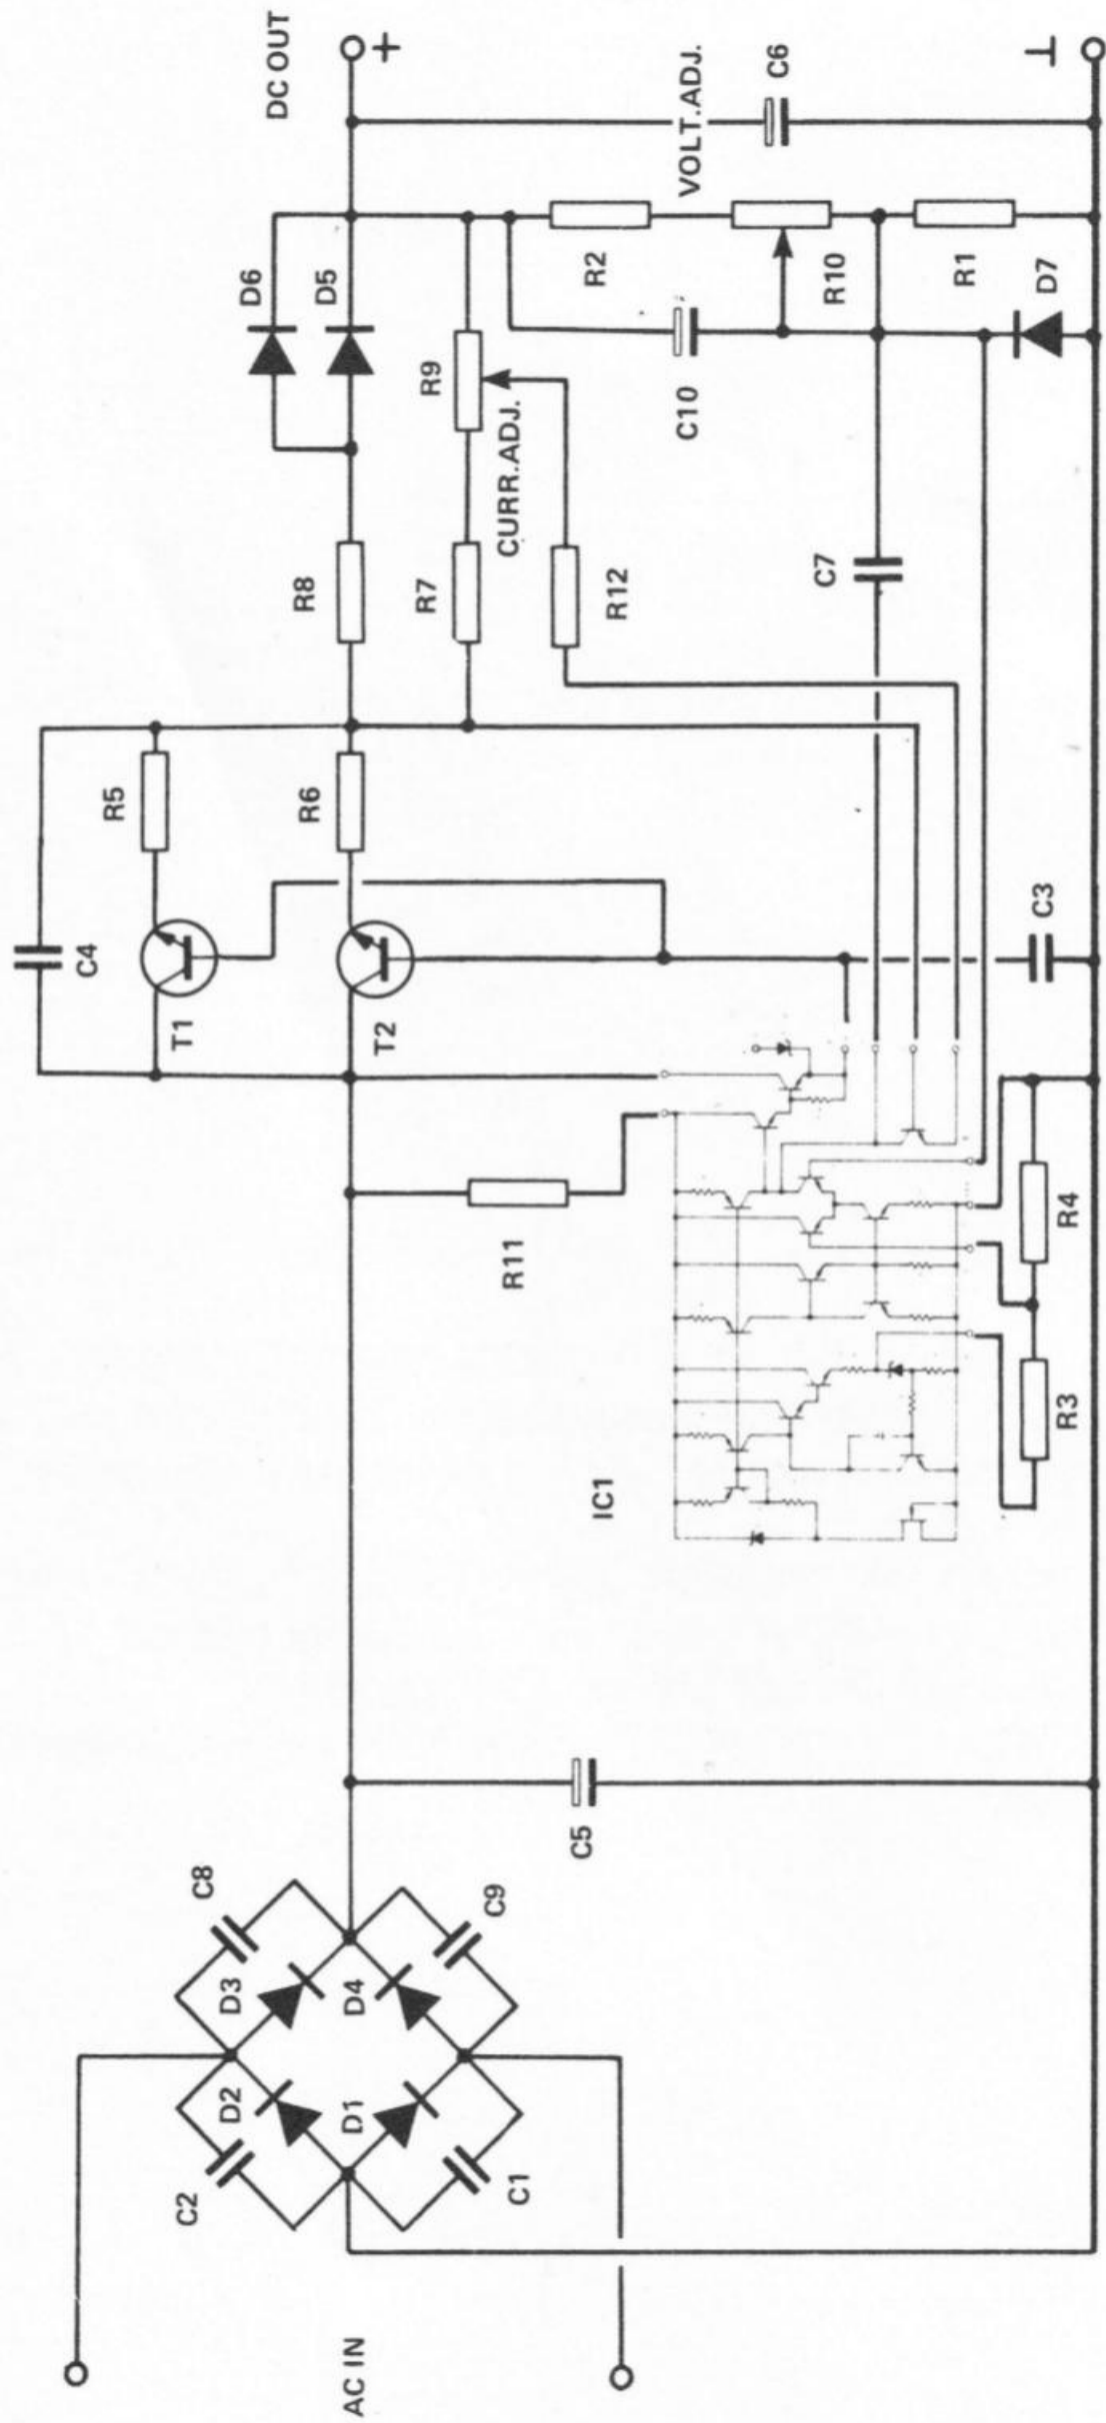 DC OUT
+
C4
R5
T1
D6
D5
R8
R6
T2
R9
R7
CURR.ADJ.
R12
VOLT.ADJ.
C6
R2
R10
C10
R1
D7
C7
C3
R11
IC1
R4
R3
C5
C8
C9
D3
D4
D2
D1
C2
C1
AC IN